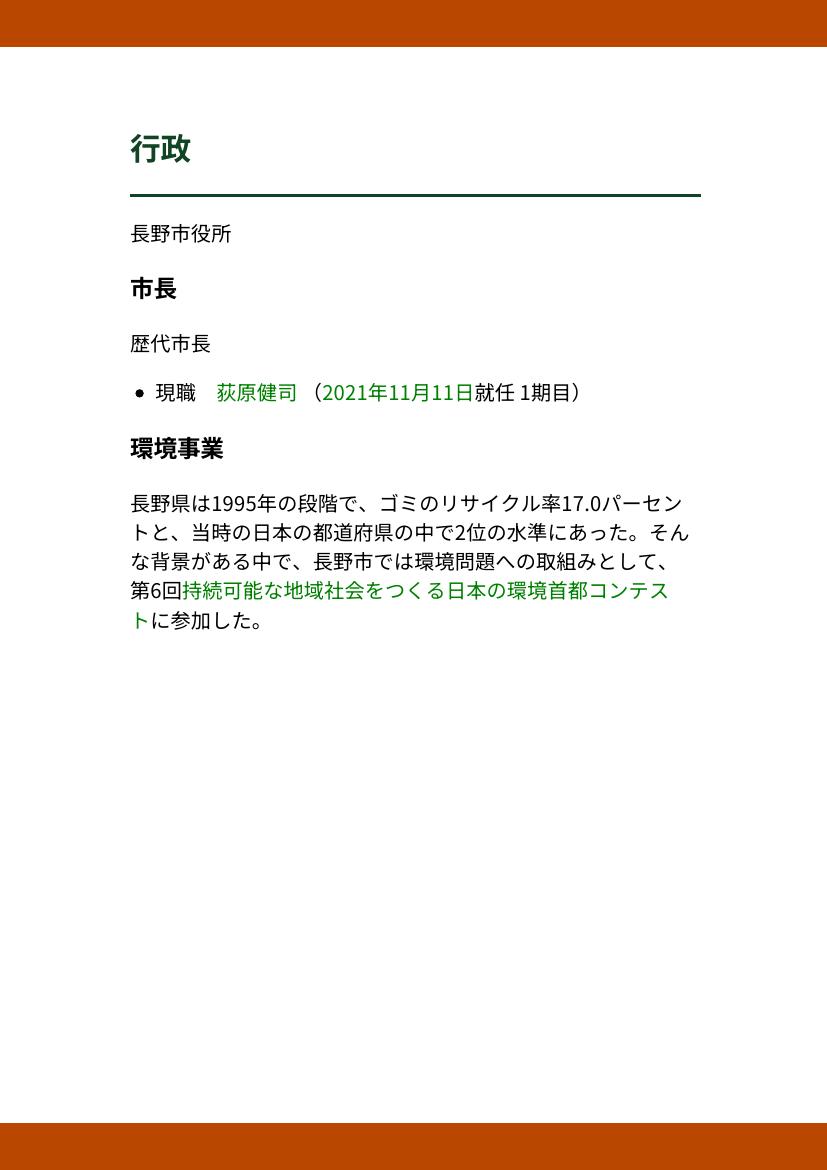 行政
長野市役所
市長
歴代市長
● 現職　荻原健司 （2021年11月11日就任 1期目）
環境事業
長野県は1995年の段階で、ゴミのリサイクル率17.0パーセン
トと、当時の日本の都道府県の中で2位の水準にあった。そん
な背景がある中で、長野市では環境問題への取組みとして、
第6回持続可能な地域社会をつくる日本の環境首都コンテス
トに参加した。